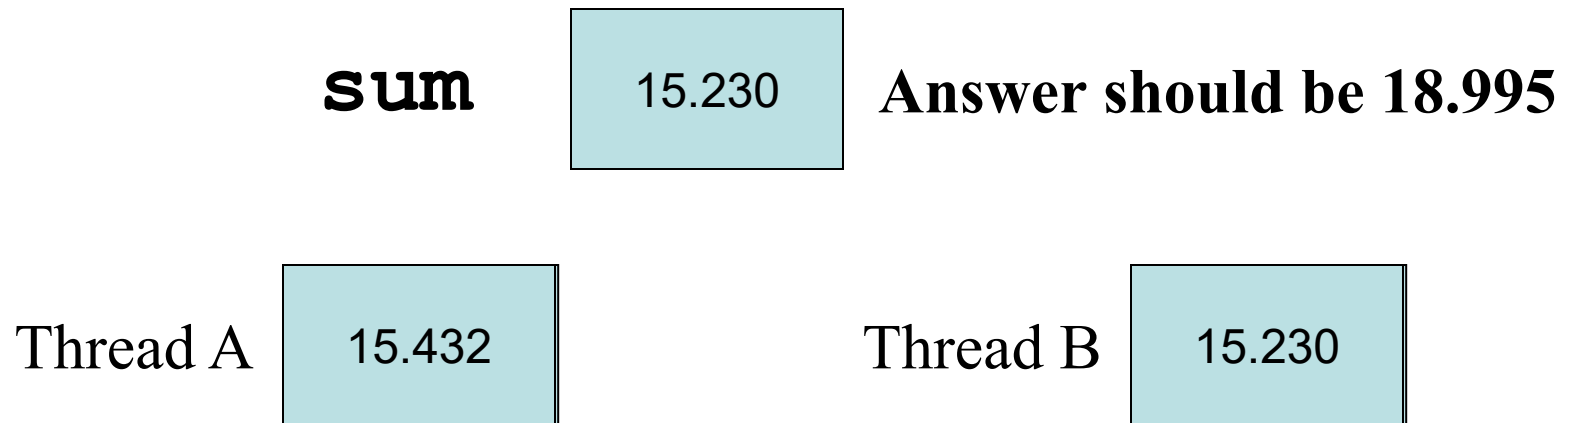 sum 15.230 Answer should be 18.995
Thread A 15.432 Thread B 15.230